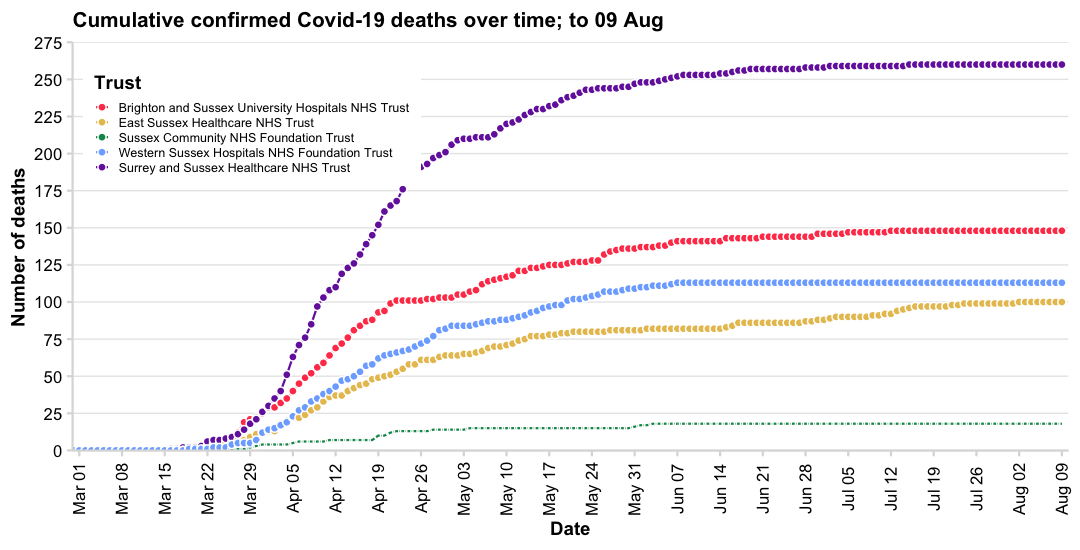 Cumulative confirmed Covid-19 deaths over time; to 09 Aug
Number of deaths
275
250
225
200
175
150
125
100
75
50
25
0
Trust
Brighton and Sussex University Hospitals NHS Trust
East Sussex Healthcare NHS Trust
Sussex Community NHS Foundation Trust
Western Sussex Hospitals NHS Foundation Trust
Surrey and Sussex Healthcare NHS Trust
Mar 01
Mar 08
Mar 15
Mar 22
Mar 29
Apr 05
Apr 12
Apr 19
Apr 26
May 03
May 10
May 17
May 24
May 31
Jun 07
Jun 14
Jun 21
Jun 28
Jul 05
Jul 12
Jul 19
Jul 26
Aug 02
Aug 09
Date